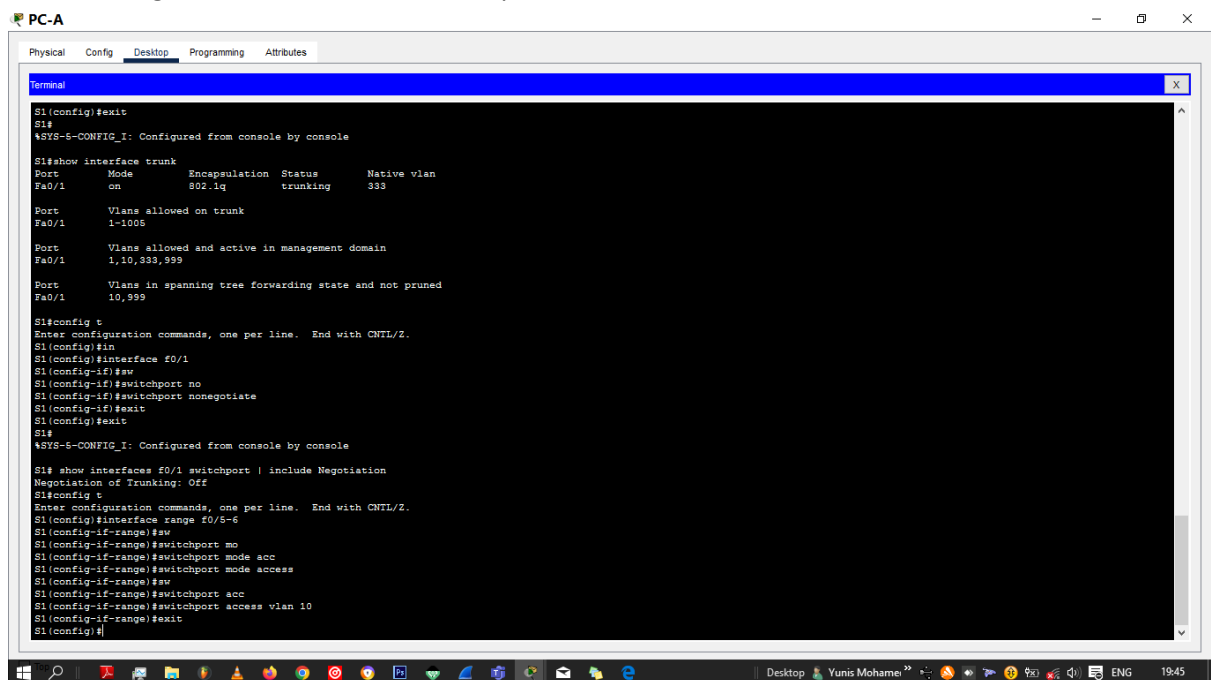 PC-A
Physical Config Desktop Programming Attributes
Terminal X
S1(config)#exit
S1#
%SYS-5-CONFIG_I: Configured from console by console
S1#show interface trunk
Port Mode Encapsulation Status Native vlan
Fa0/1 on 802.1q trunking 333
Port Vlans allowed on trunk
Fa0/1 1-1005
Port Vlans allowed and active in management domain
Fa0/1 1,10,333,999
Port Vlans in spanning tree forwarding state and not pruned
Fa0/1 10,999
S1#config t
Enter configuration commands, one per line. End with CNTL/Z.
S1(config)#in
S1(config)#interface f0/1
S1(config-if)#sw
S1(config-if)#switchport no
S1(config-if)#switchport nonegotiate
S1(config-if)#exit
S1(config)#exit
S1#
%SYS-5-CONFIG_I: Configured from console by console
S1# show interfaces f0/1 switchport | include Negotiation
Negotiation of Trunking: Off
S1#config t
Enter configuration commands, one per line. End with CNTL/Z.
S1(config)#interface range f0/5-6
S1(config-if-range)#sw
S1(config-if-range)#switchport mo
S1(config-if-range)#switchport mode acc
S1(config-if-range)#switchport mode access
S1(config-if-range)#sw
S1(config-if-range)#switchport acc
S1(config-if-range)#switchport access vlan 10
S1(config-if-range)#exit
S1(config)#
Top
Ps
Desktop Yunis Mohamei ENG 19:45